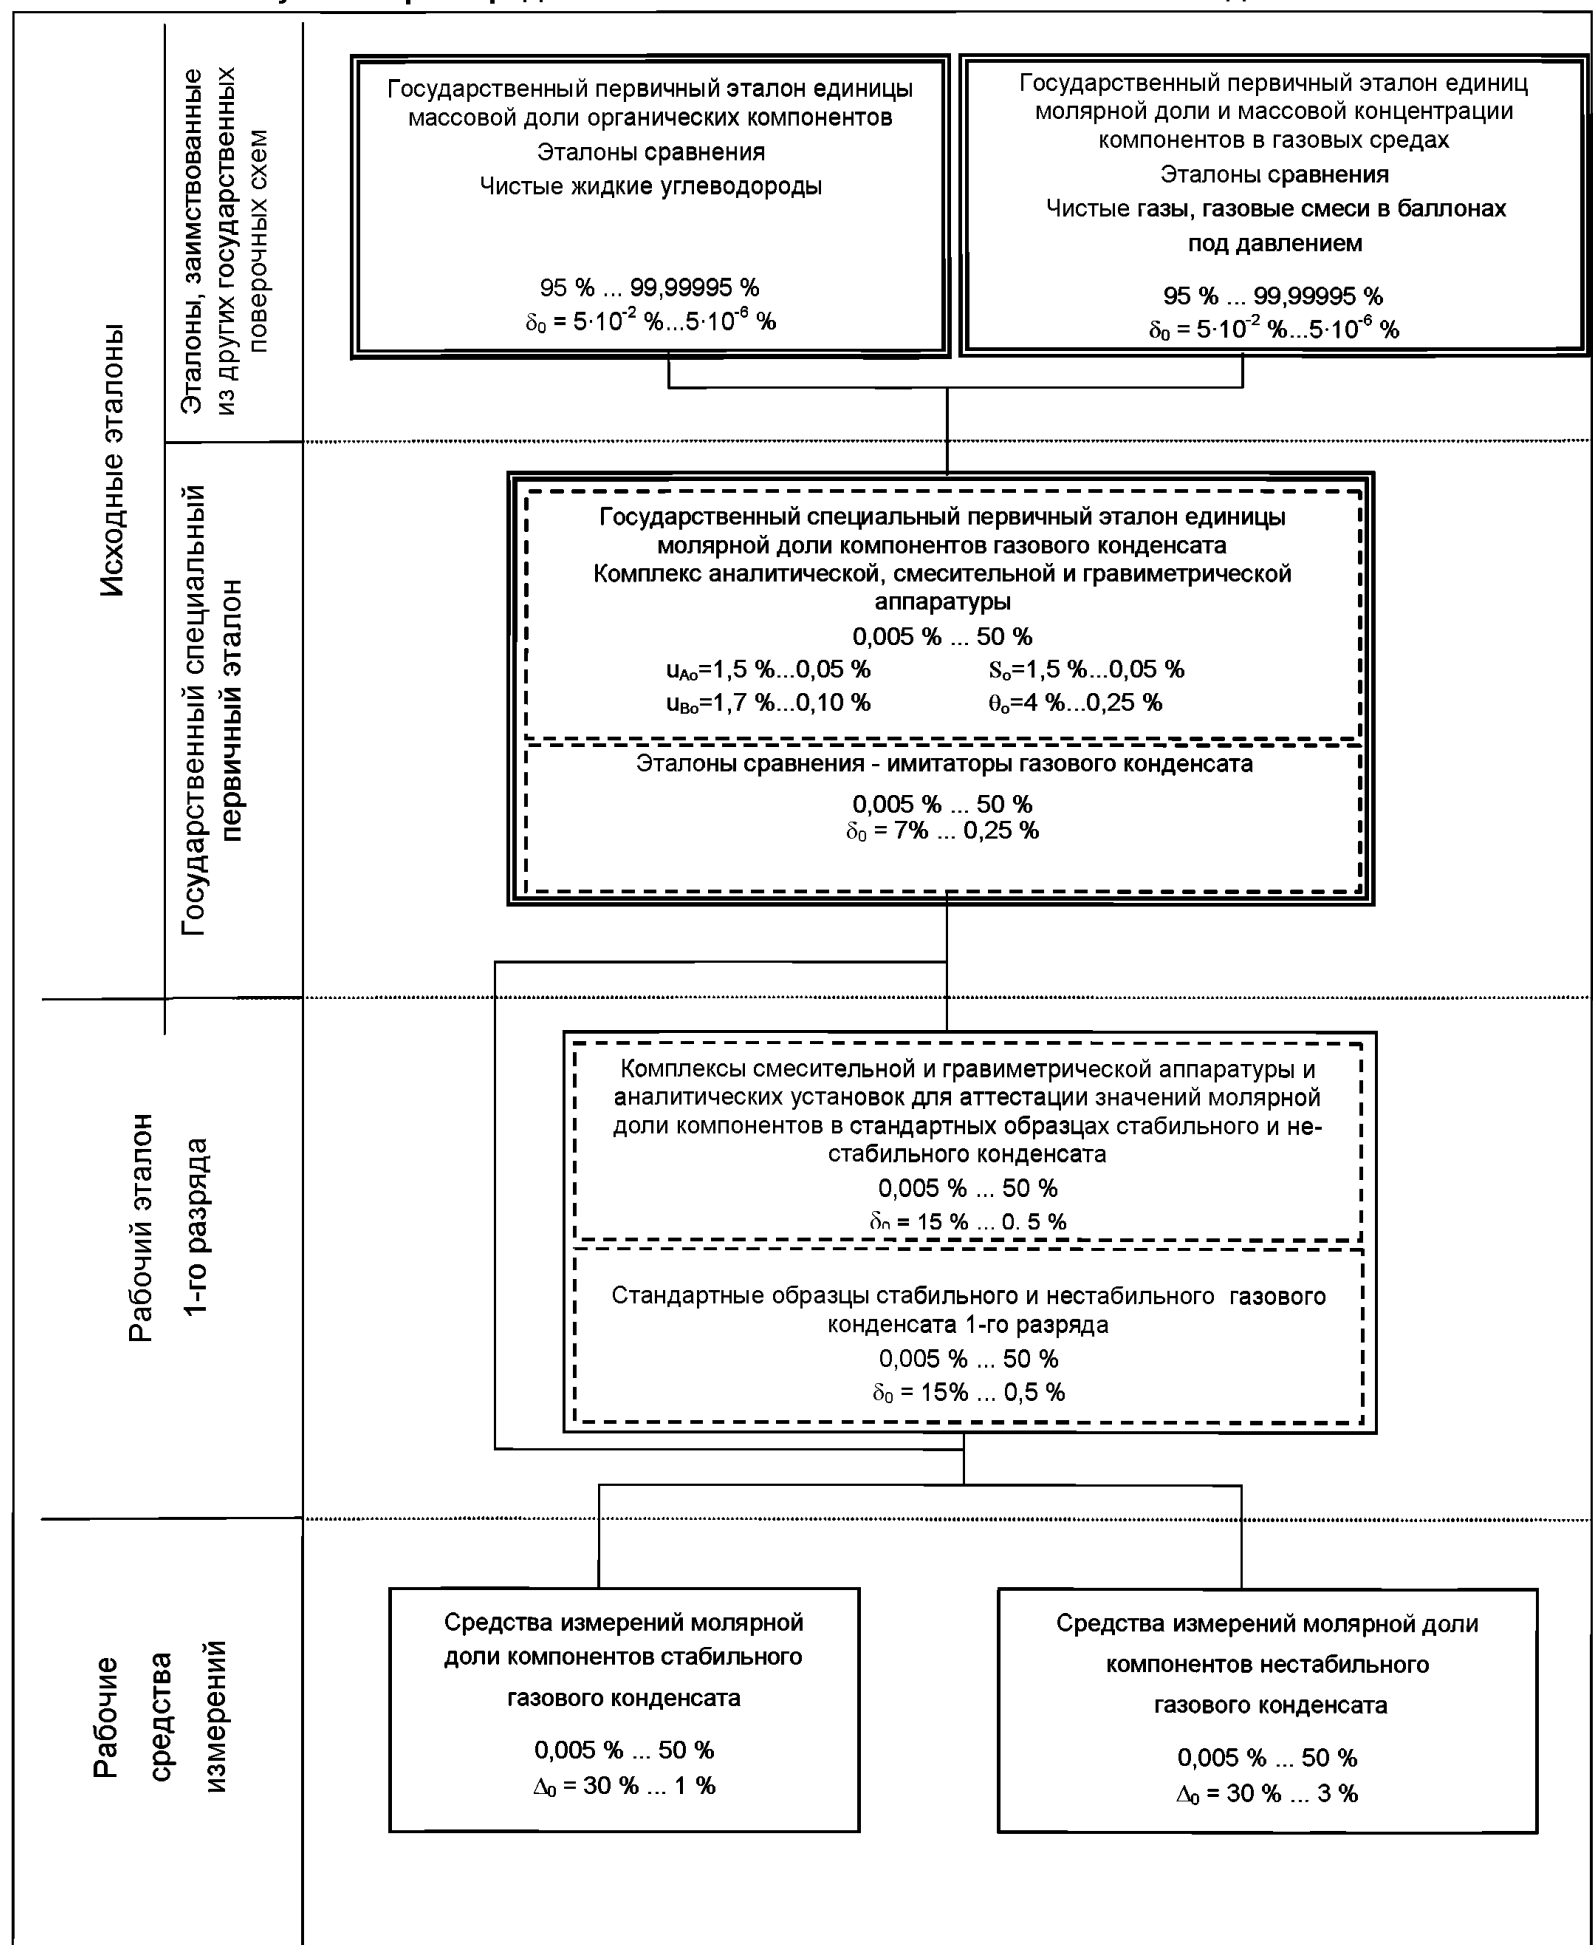 Исходные эталоны
Эталоны, заимствованные
из других государственных
поверочных схем
Государственный первичный эталон единицы
массовой доли органических компонентов
Эталоны сравнения
Чистые жидкие углеводороды
95 % ... 99,99995 %
δ₀ = 5·10⁻² %...5·10⁻⁶ %
Государственный первичный эталон единиц
молярной доли и массовой концентрации
компонентов в газовых средах
Эталоны сравнения
Чистые газы, газовые смеси в баллонах
под давлением
95 % ... 99,99995 %
δ₀ = 5·10⁻² %...5·10⁻⁶ %
Государственный специальный
первичный эталон
Государственный специальный первичный эталон единицы
молярной доли компонентов газового конденсата
Комплекс аналитической, смесительной и гравиметрической
аппаратуры
0,005 % ... 50 %
uAo=1,5 %...0,05 % So=1,5 %...0,05 %
uBo=1,7 %...0,10 % θo=4 %...0,25 %
Эталоны сравнения - имитаторы газового конденсата
0,005 % ... 50 %
δ₀ = 7% ... 0,25 %
Рабочий эталон
1-го разряда
Комплексы смесительной и гравиметрической аппаратуры и
аналитических установок для аттестации значений молярной
доли компонентов в стандартных образцах стабильного и не-
стабильного конденсата
0,005 % ... 50 %
δ₀ = 15 % ... 0. 5 %
Стандартные образцы стабильного и нестабильного газового
конденсата 1-го разряда
0,005 % ... 50 %
δ₀ = 15% ... 0,5 %
Рабочие
средства
измерений
Средства измерений молярной
доли компонентов стабильного
газового конденсата
0,005 % ... 50 %
Δ₀ = 30 % ... 1 %
Средства измерений молярной доли
компонентов нестабильного
газового конденсата
0,005 % ... 50 %
Δ₀ = 30 % ... 3 %